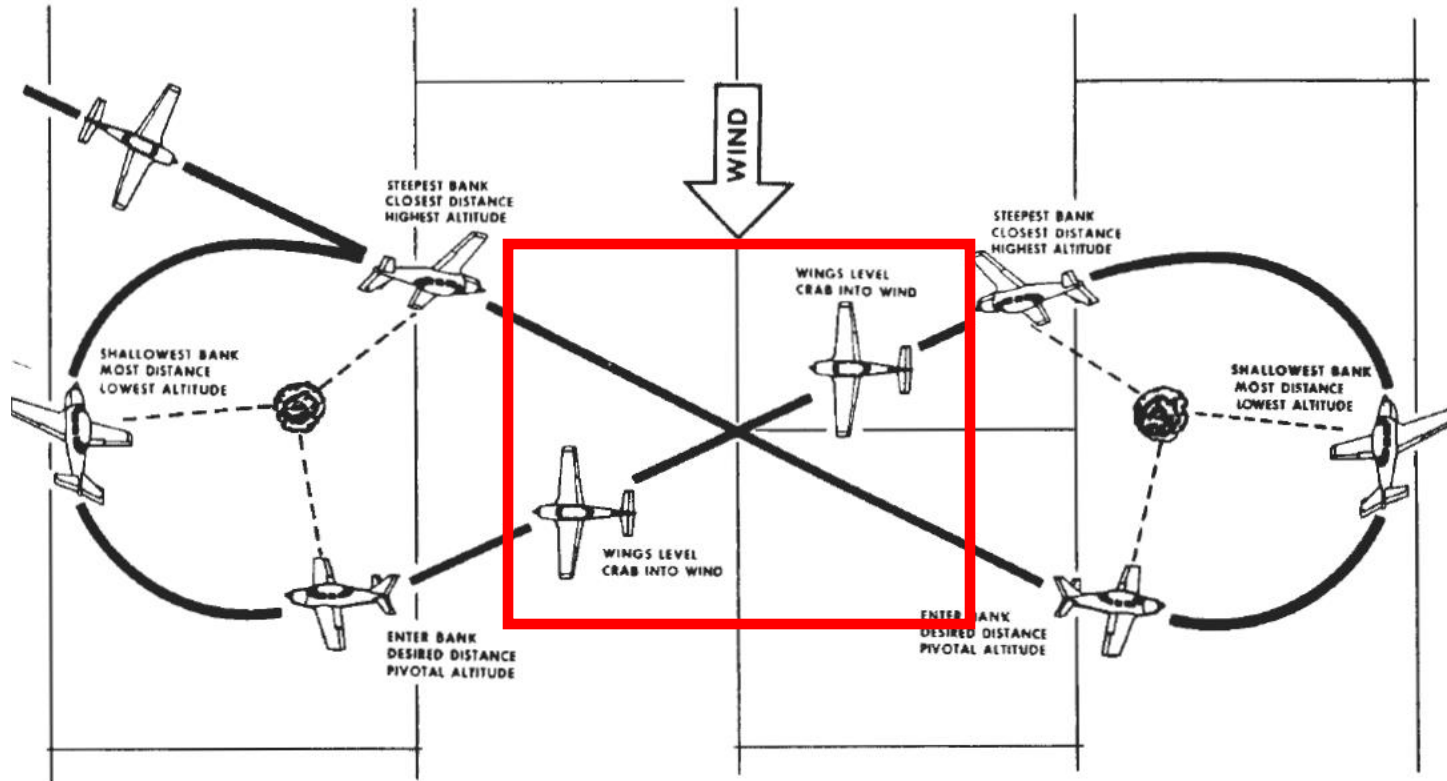 WIND
STEEPEST BANK
CLOSEST DISTANCE
HIGHEST ALTITUDE
STEEPEST BANK
CLOSEST DISTANCE
HIGHEST ALTITUDE
WINGS LEVEL
CRAB INTO WIND
SHALLOWEST BANK
MOST DISTANCE
LOWEST ALTITUDE
SHALLOWEST BANK
MOST DISTANCE
LOWEST ALTITUDE
WINGS LEVEL
CRAB INTO WIND
ENTER BANK
DESIRED DISTANCE
PIVOTAL ALTITUDE
ENTER BANK
DESIRED DISTANCE
PIVOTAL ALTITUDE